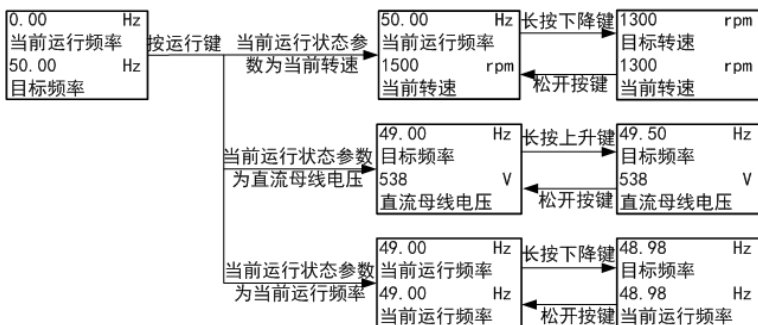 0.00 Hz
当前运行频率
50.00 Hz
目标频率
按运行键
当前运行状态参
数为当前转速
50.00 Hz
当前运行频率
1500 rpm
当前转速
长按下降键
松开按键
1300 rpm
目标转速
1300 rpm
当前转速
当前运行状态参数
为直流母线电压
49.00 Hz
目标频率
538 V
直流母线电压
长按上升键
松开按键
49.50 Hz
目标频率
538 V
直流母线电压
当前运行状态参数
为当前运行频率
49.00 Hz
当前运行频率
49.00 Hz
当前运行频率
长按下降键
松开按键
48.98 Hz
目标频率
48.98 Hz
当前运行频率